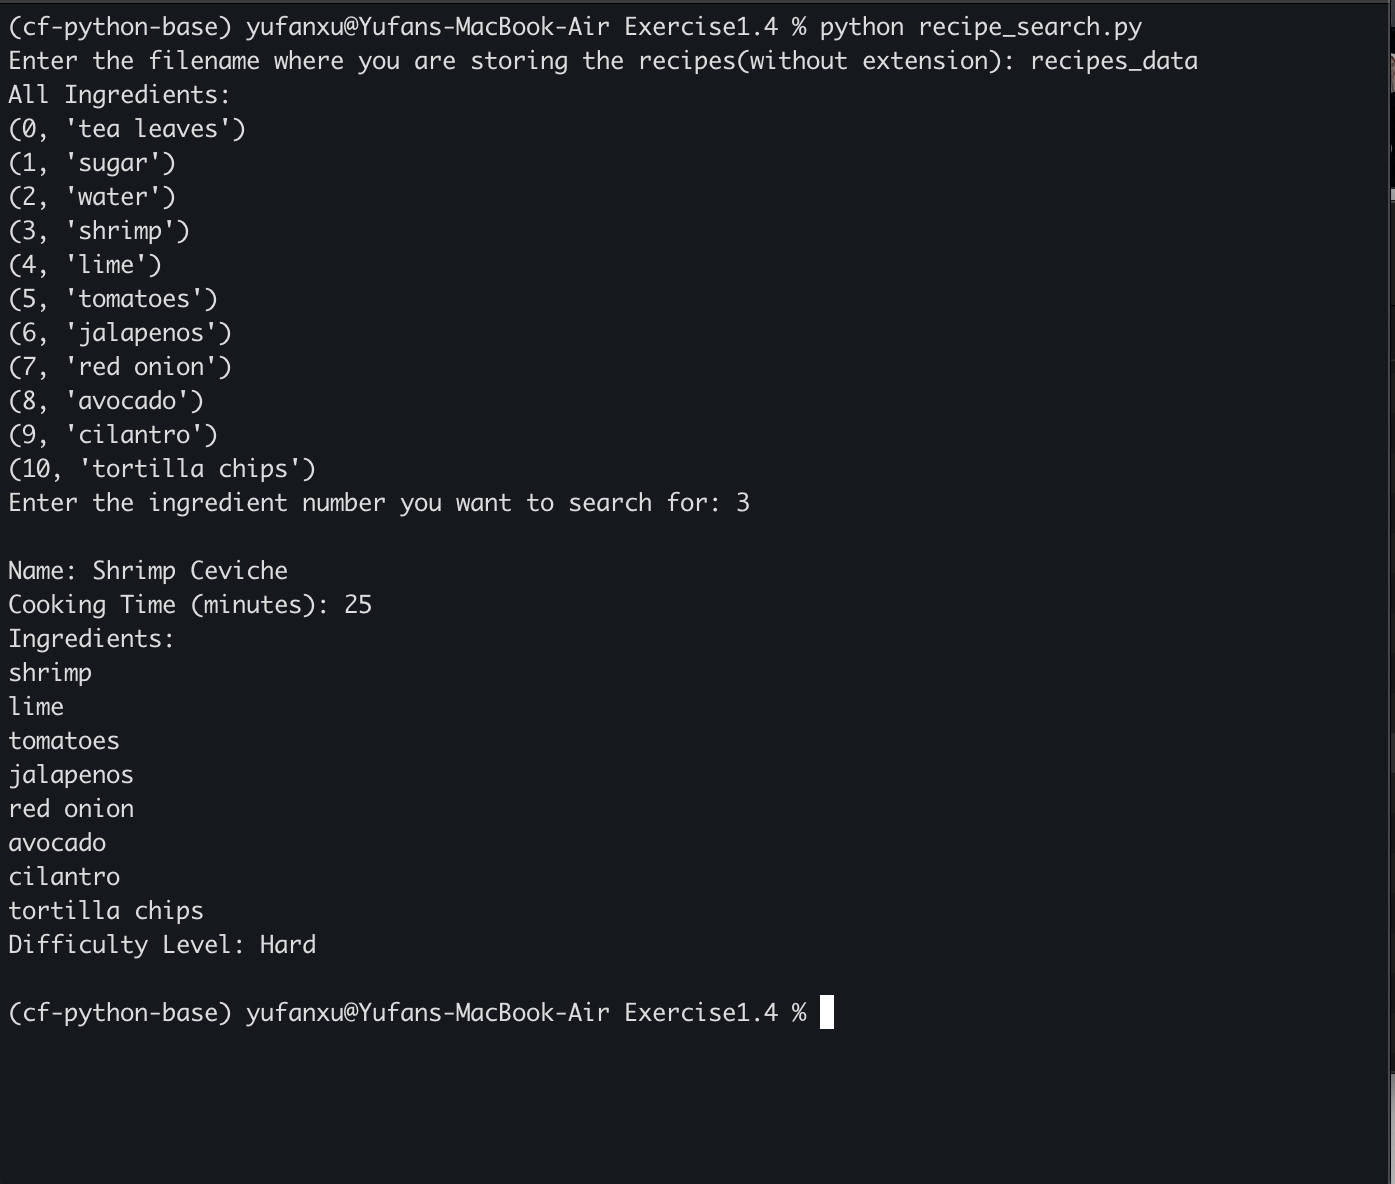 (cf-python-base) yufanxu@Yufans-MacBook-Air Exercise1.4 % python recipe_search.py
Enter the filename where you are storing the recipes(without extension): recipes_data
All Ingredients:
(0, 'tea leaves')
(1, 'sugar')
(2, 'water')
(3, 'shrimp')
(4, 'lime')
(5, 'tomatoes')
(6, 'jalapenos')
(7, 'red onion')
(8, 'avocado')
(9, 'cilantro')
(10, 'tortilla chips')
Enter the ingredient number you want to search for: 3
Name: Shrimp Ceviche
Cooking Time (minutes): 25
Ingredients:
shrimp
lime
tomatoes
jalapenos
red onion
avocado
cilantro
tortilla chips
Difficulty Level: Hard
(cf-python-base) yufanxu@Yufans-MacBook-Air Exercise1.4 %